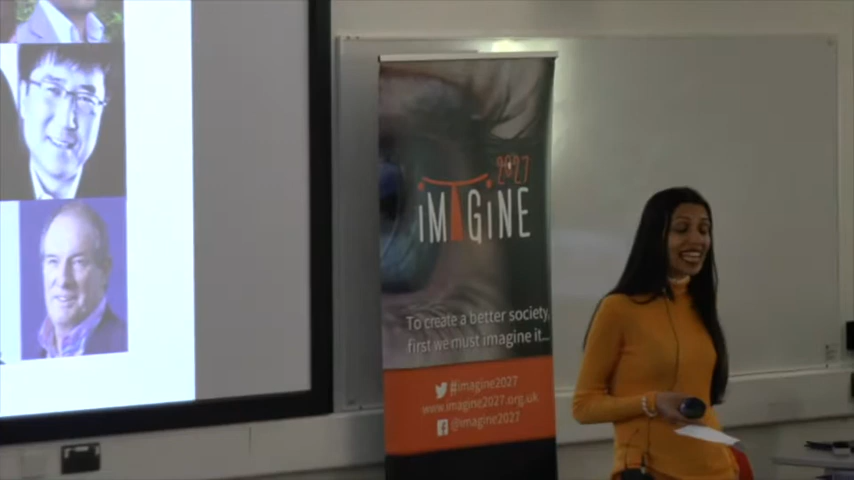 2027
iMAGiNE
To create a better society,
first we must imagine it...
#imagine2027
www.imagine2027.org.uk
@imagine2027